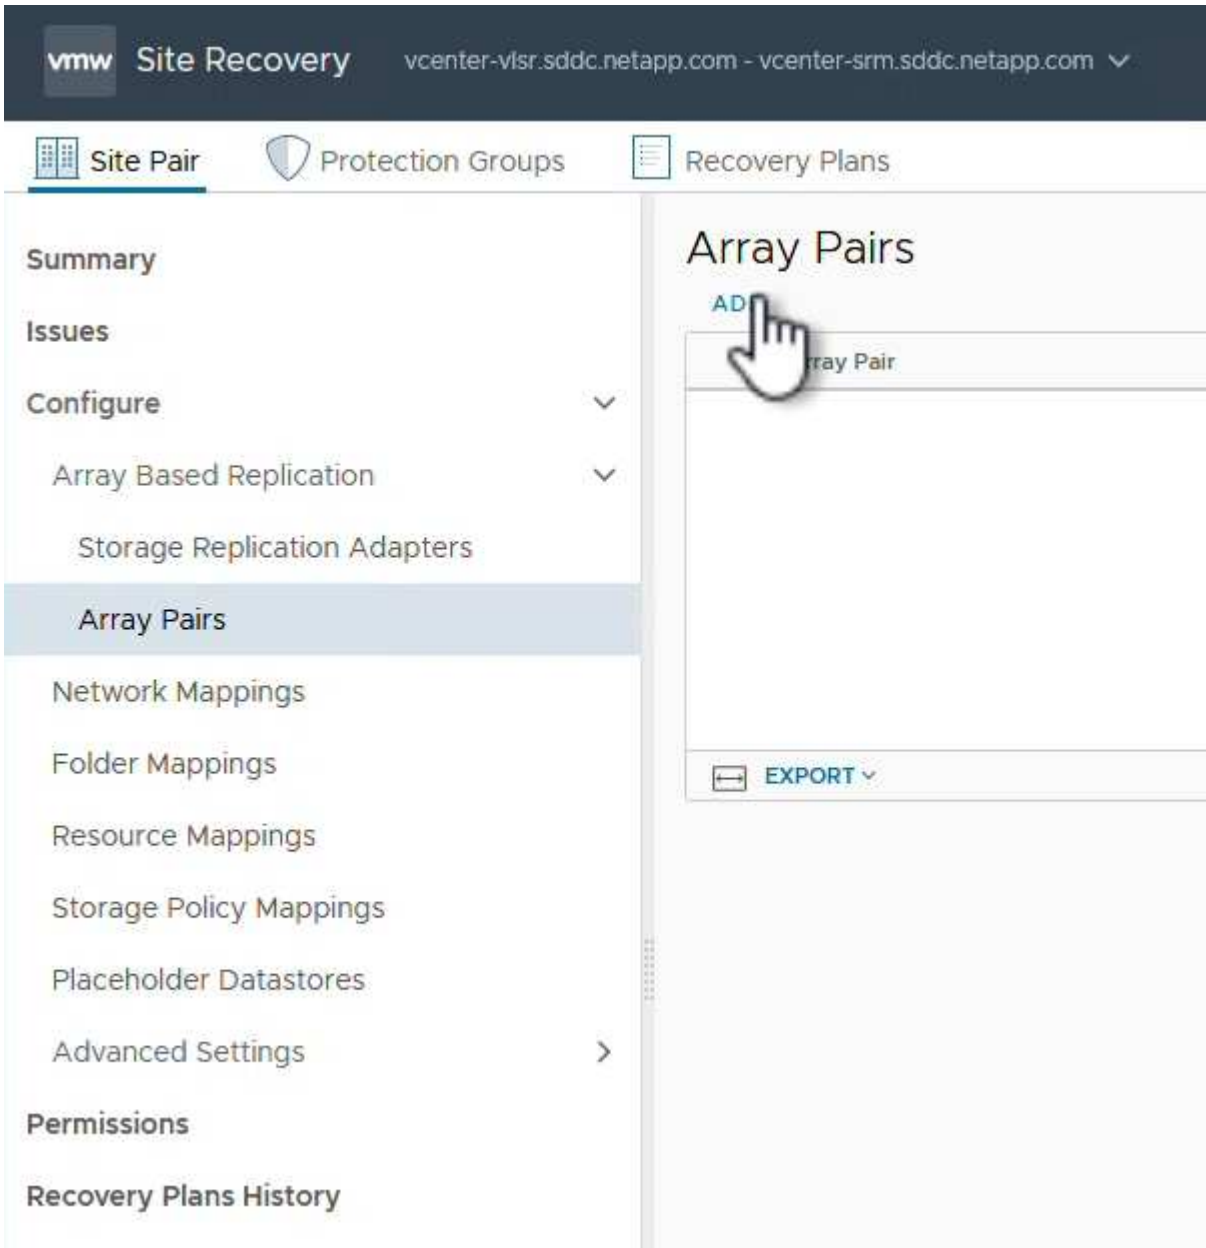 vmw Site Recovery vcenter-vlsr.sddc.netapp.com - vcenter-srm.sddc.netapp.com
Site Pair Protection Groups Recovery Plans
Summary
Issues
Configure
Array Based Replication
Storage Replication Adapters
Array Pairs
Network Mappings
Folder Mappings
Resource Mappings
Storage Policy Mappings
Placeholder Datastores
Advanced Settings
Permissions
Recovery Plans History
Array Pairs
Pair
EXPORT